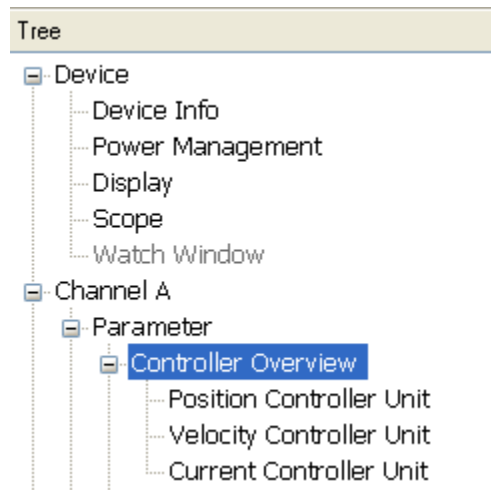 Tree
Device
Device Info
Power Management
Display
Scope
Watch Window
Channel A
Parameter
Controller Overview
Position Controller Unit
Velocity Controller Unit
Current Controller Unit